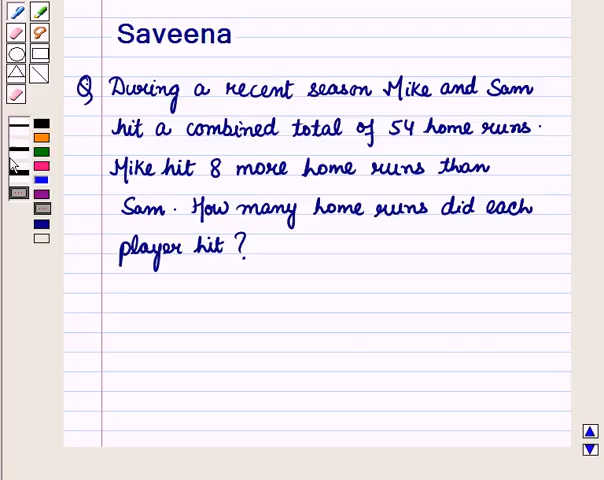 Saveena
Q During a recent season Mike and Sam
hit a combined total of 54 home runs.
Mike hit 8 more home runs than
Sam. How many home runs did each
player hit ?